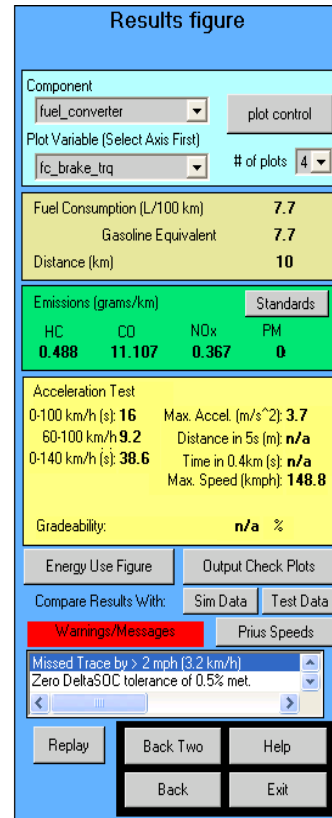 Results figure
Component
fuel_converter
plot control
Plot Variable (Select Axis First)
fc_brake_trq
# of plots 4
Fuel Consumption (L/100 km) 7.7
Gasoline Equivalent 7.7
Distance (km) 10
Emissions (grams/km) Standards
HC CO NOx PM
0.488 11.107 0.367 0
Acceleration Test
0-100 km/h (s): 16 Max. Accel. (m/s^2): 3.7
60-100 km/h 9.2 Distance in 5s (m): n/a
0-140 km/h (s): 38.6 Time in 0.4km (s): n/a
Max. Speed (kmph): 148.8
Gradeability: n/a %
Energy Use Figure Output Check Plots
Compare Results With: Sim Data Test Data
Warnings/Messages Prius Speeds
Missed Trace by > 2 mph (3.2 km/h)
Zero DeltaSOC tolerance of 0.5% met.
Replay Back Two Help
Back Exit